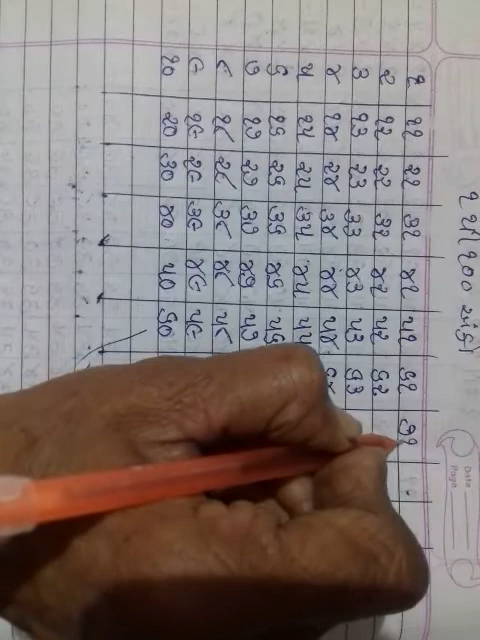 ૧ થી ૧૦૦ સુધી
Date
Page
૧ ૧૧ ૨૧ ૩૧ ૪૧ ૫૧ ૬૧ ૭૧
૨ ૧૨ ૨૨ ૩૨ ૪૨ ૫૨ ૬૨
૩ ૧૩ ૨૩ ૩૩ ૪૩ ૫૩ ૬૩
૪ ૧૪ ૨૪ ૩૪ ૪૪ ૫૪
૫ ૧૫ ૨૫ ૩૫ ૪૫ ૫૫
૬ ૧૬ ૨૬ ૩૬ ૪૬ ૫૬
૭ ૧૭ ૨૭ ૩૭ ૪૭ ૫૭
૮ ૧૮ ૨૮ ૩૮ ૪૮ ૫૮
૯ ૧૯ ૨૯ ૩૯ ૪૯ ૫૯
૧૦ ૨૦ ૩૦ ૪૦ ૫૦ ૬૦